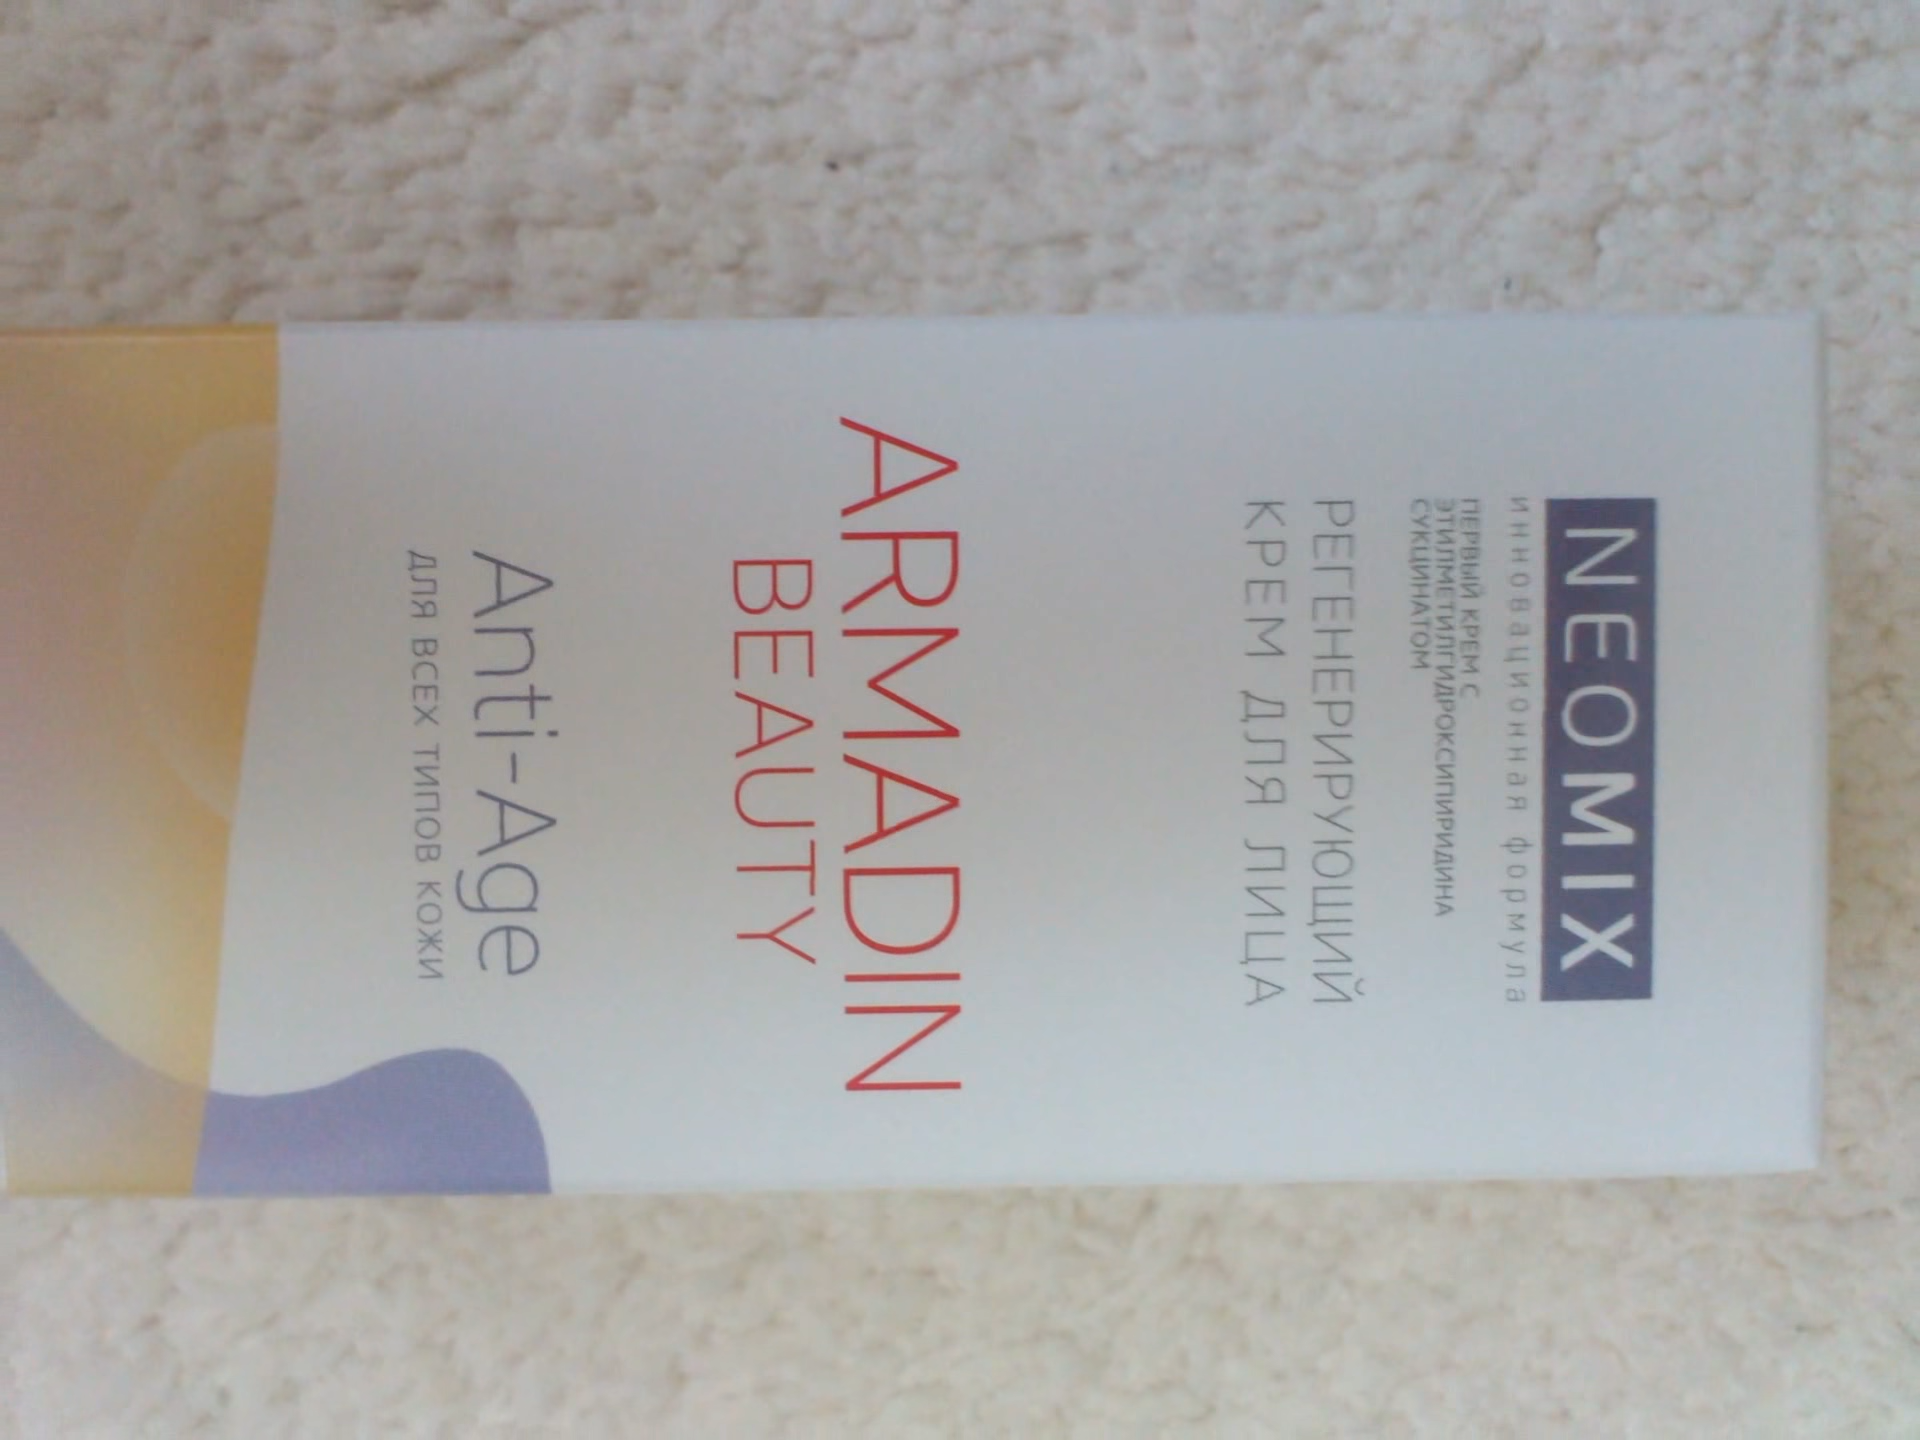 NEOMIX
инновационная формула
ПЕРВЫЙ КРЕМ С
ЭТИЛМЕТИЛГИДРОКСИПИРИДИНА
СУКЦИНАТОМ
РЕГЕНЕРИРУЮЩИЙ
КРЕМ ДЛЯ ЛИЦА
ARMADIN
BEAUTY
Anti-Age
ДЛЯ ВСЕХ ТИПОВ КОЖИ